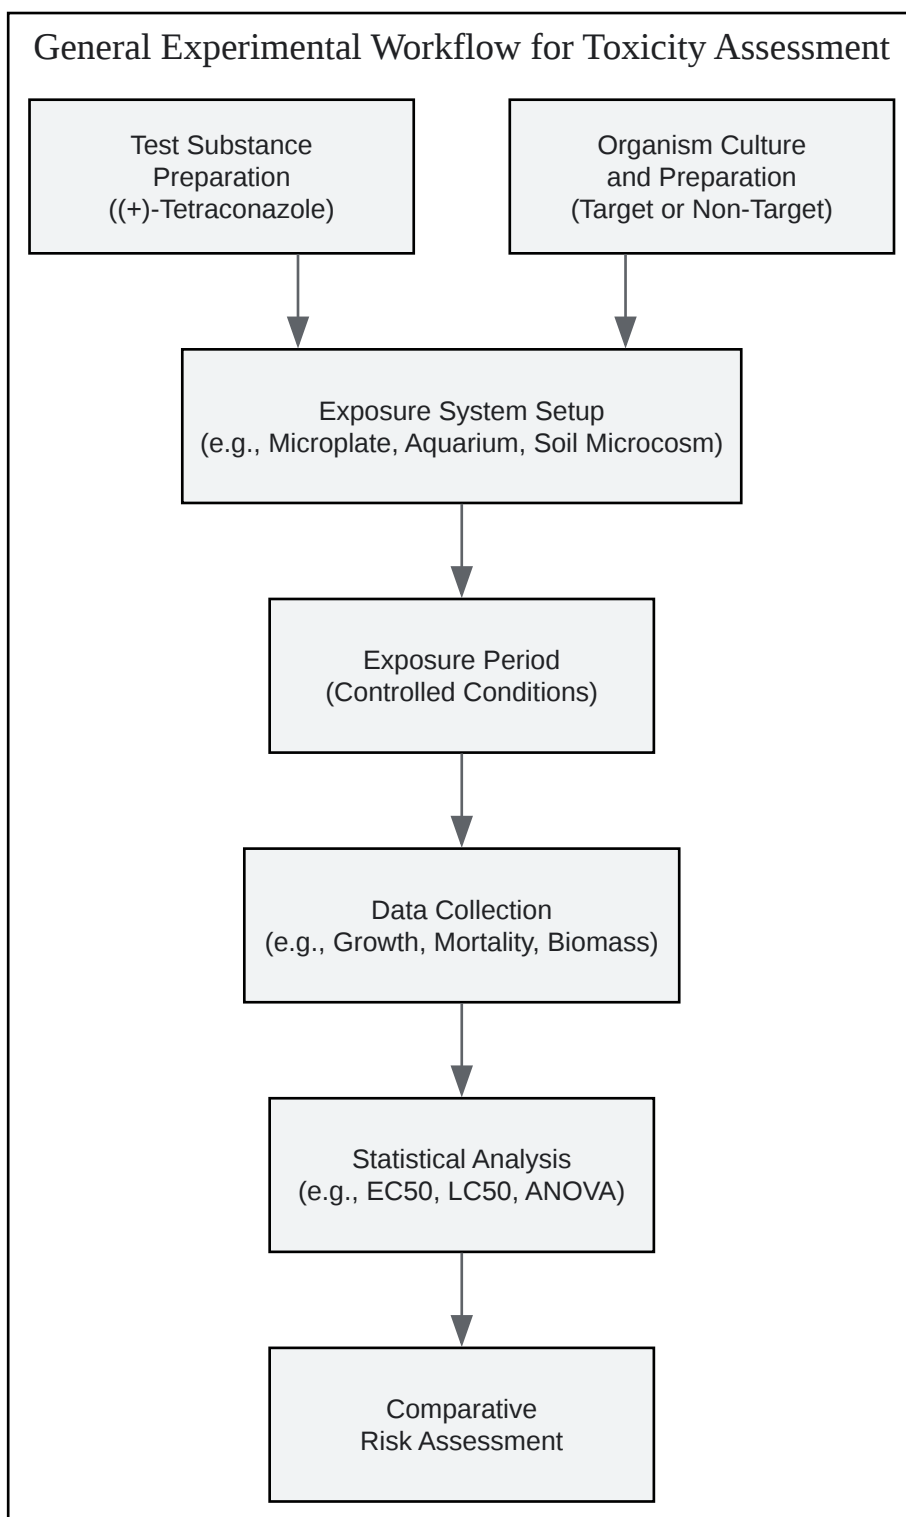 General Experimental Workflow for Toxicity Assessment
Test Substance
Preparation
((+)-Tetraconazole)
Organism Culture
and Preparation
(Target or Non-Target)
Exposure System Setup
(e.g., Microplate, Aquarium, Soil Microcosm)
Exposure Period
(Controlled Conditions)
Data Collection
(e.g., Growth, Mortality, Biomass)
Statistical Analysis
(e.g., EC50, LC50, ANOVA)
Comparative
Risk Assessment